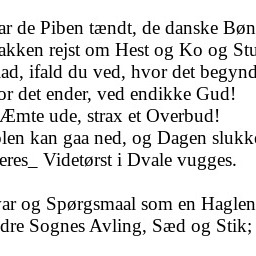 ar de Piben tændt, de danske Bøn
akken rejst om Hest og Ko og Stu
ad, ifald du ved, hvor det begynd
or det ender, ved endikke Gud!
Æmte ude, strax et Overbud!
len kan gaa ned, og Dagen slukke
eres_ Videtørst i Dvale vugges.
var og Spørgsmaal som en Haglen
dre Sognes Avling, Sæd og Stik;